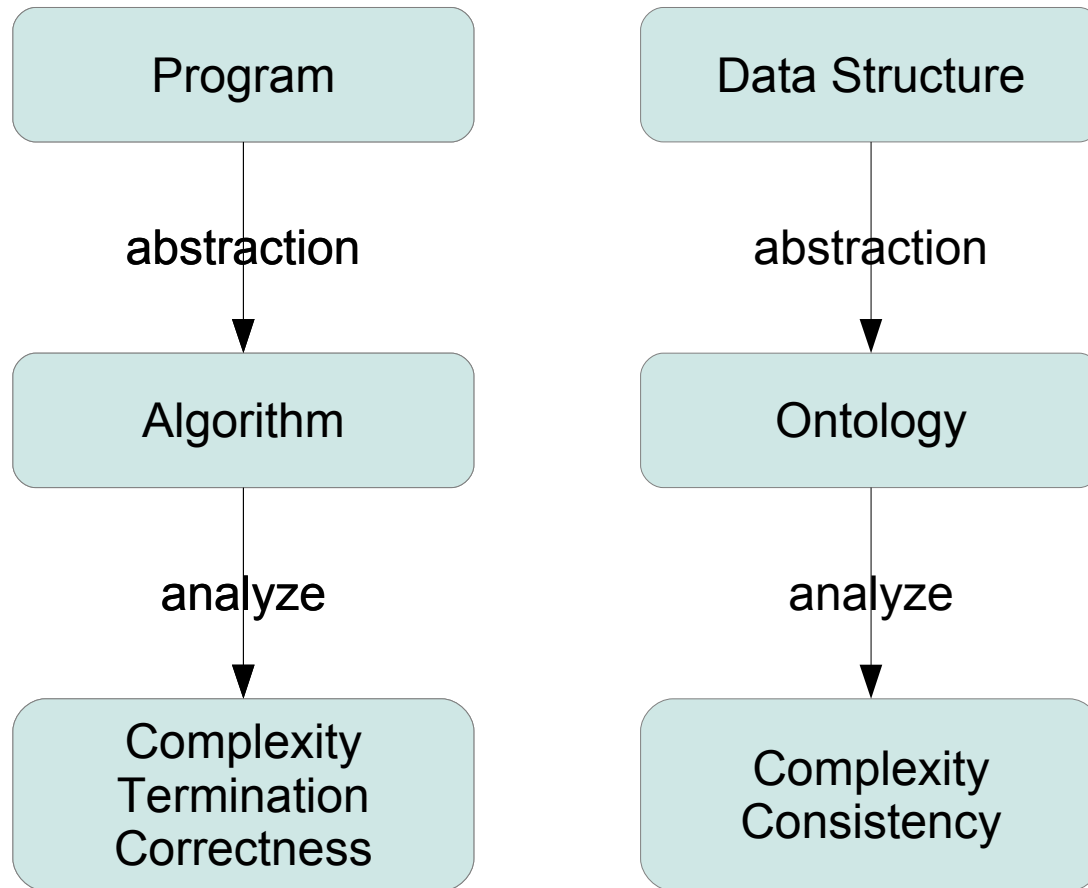 Program
abstraction
Algorithm
analyze
Complexity
Termination
Correctness
Data Structure
abstraction
Ontology
analyze
Complexity
Consistency